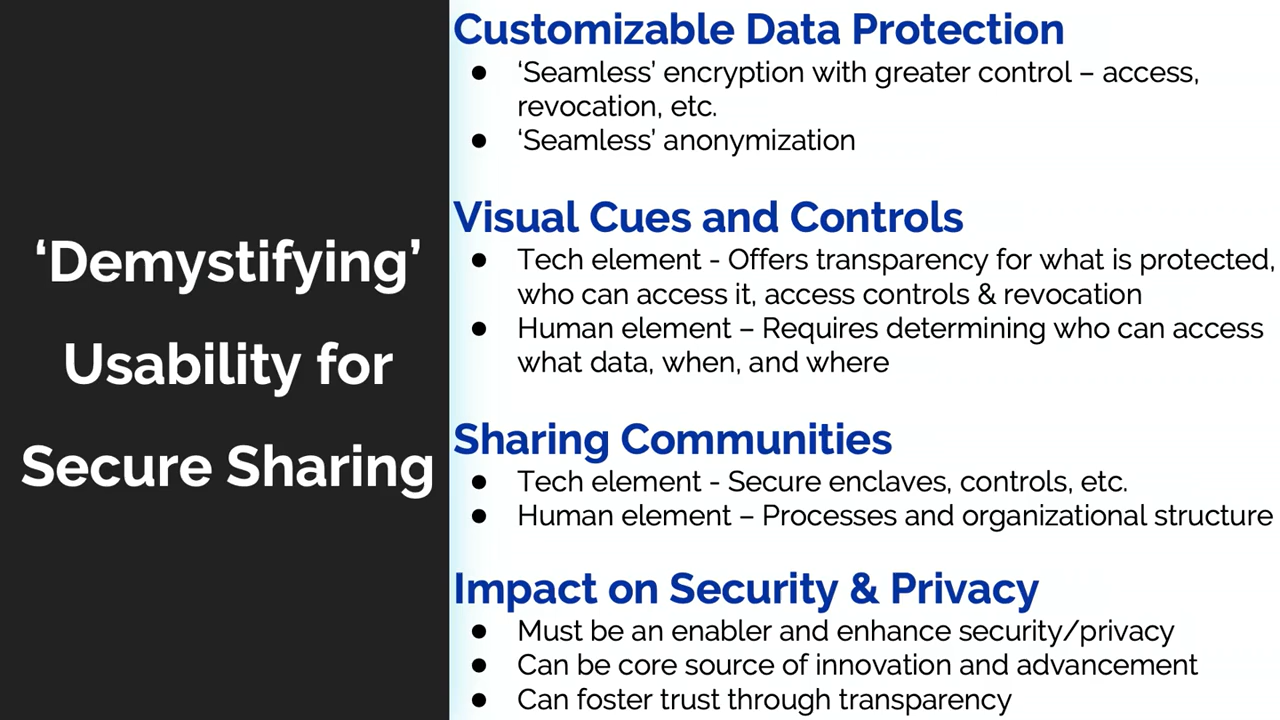 ‘Demystifying’
Usability for
Secure Sharing
Customizable Data Protection
● ‘Seamless’ encryption with greater control – access,
revocation, etc.
● ‘Seamless’ anonymization
Visual Cues and Controls
● Tech element - Offers transparency for what is protected,
who can access it, access controls & revocation
● Human element – Requires determining who can access
what data, when, and where
Sharing Communities
● Tech element - Secure enclaves, controls, etc.
● Human element – Processes and organizational structure
Impact on Security & Privacy
● Must be an enabler and enhance security/privacy
● Can be core source of innovation and advancement
● Can foster trust through transparency